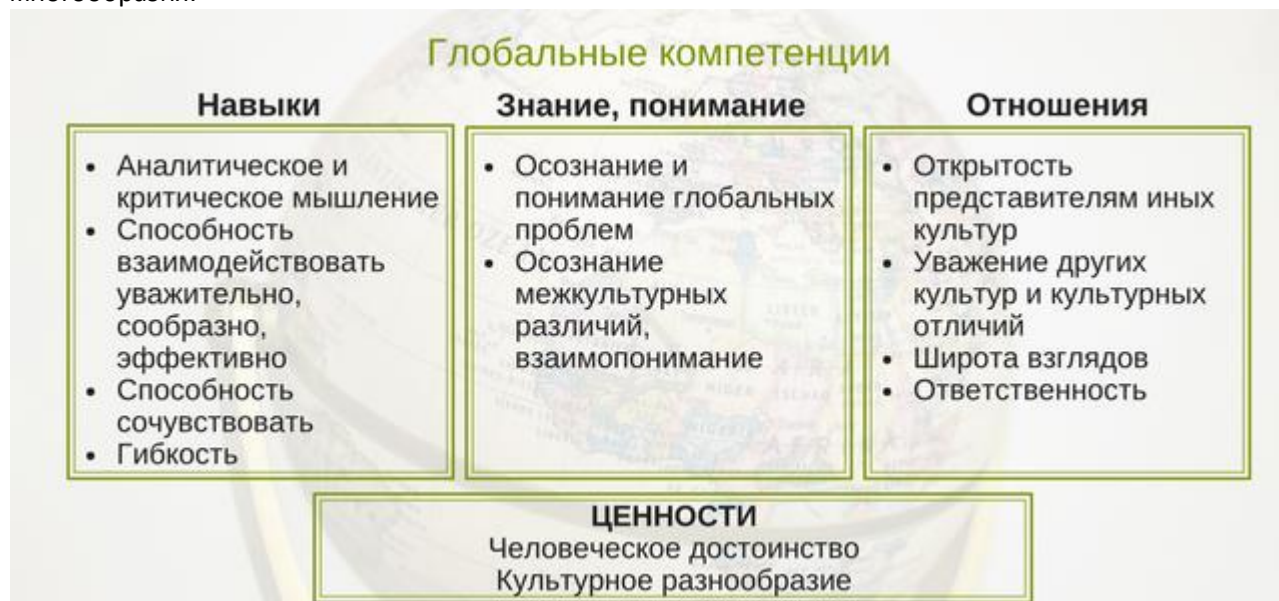 Глобальные компетенции
Навыки
• Аналитическое и
критическое мышление
• Способность
взаимодействовать
уважительно,
сообразно,
эффективно
• Способность
сочувствовать
• Гибкость
Знание, понимание
• Осознание и
понимание глобальных
проблем
• Осознание
межкультурных
различий,
взаимопонимание
Отношения
• Открытость
представителям иных
культур
• Уважение других
культур и культурных
отличий
• Широта взглядов
• Ответственность
ЦЕННОСТИ
Человеческое достоинство
Культурное разнообразие